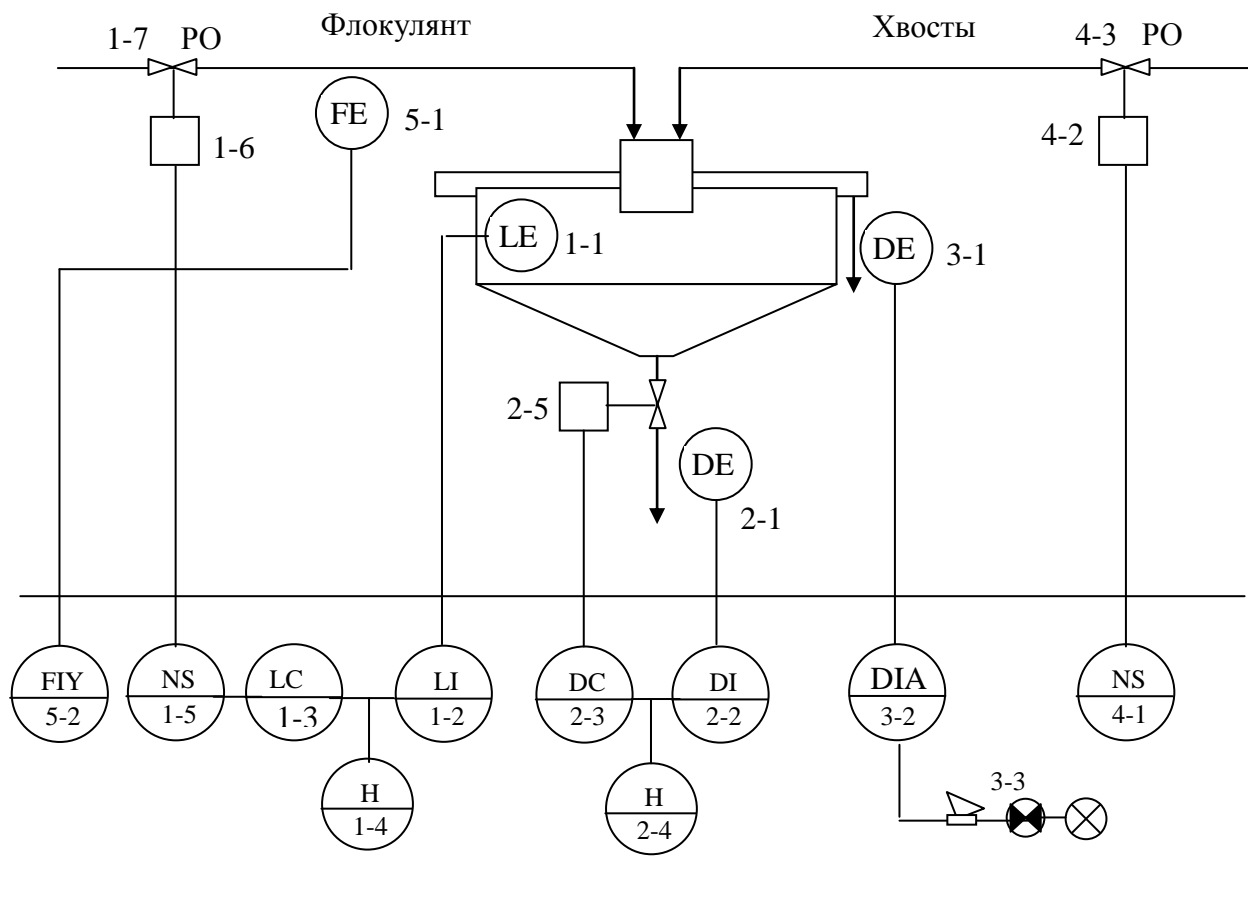 Флокулянт
Хвосты
1-7 РО
4-3 РО
FE
5-1
1-6
4-2
LE
1-1
DE
3-1
2-5
DE
2-1
FIY
5-2
NS
1-5
LC
1-3
LI
1-2
DC
2-3
DI
2-2
DIA
3-2
NS
4-1
H
1-4
H
2-4
3-3